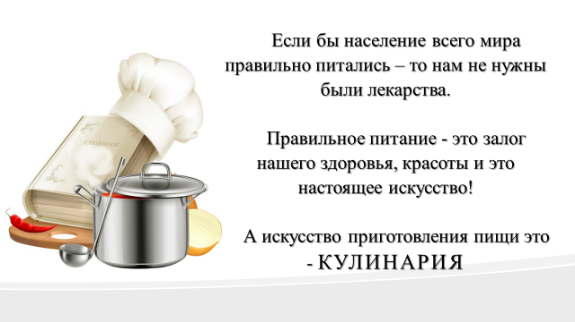 Если бы население всего мира
правильно питались – то нам не нужны
были лекарства.
Правильное питание - это залог
нашего здоровья, красоты и это
настоящее искусство!
А искусство приготовления пищи это
- КУЛИНАРИЯ